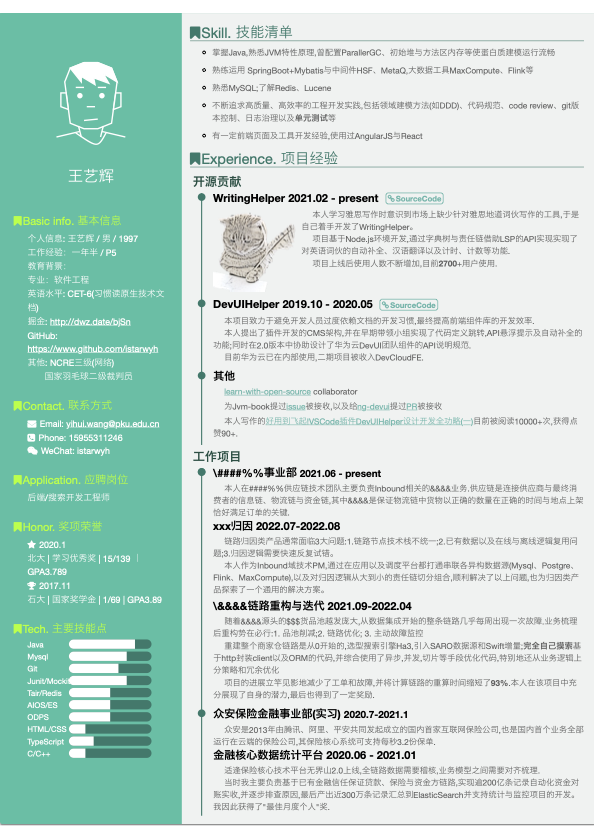 王艺辉
Basic info. 基本信息
个人信息: 王艺辉 / 男 / 1997
工作经验: 一年半 / P5
教育背景:
专业: 软件工程
英语水平: CET-6(习惯读原生技术文
档)
掘金: http://dwz.date/bjSn
GitHub:
https://www.github.com/istarwyh
其他: NCRE三级(网络)
国家羽毛球二级裁判员
Contact. 联系方式
Email: yihui.wang@pku.edu.cn
Phone: 15955311246
WeChat: istarwyh
Application. 应聘岗位
后端/搜索开发工程师
Honor. 奖项荣誉
2020.1
北大 | 学习优秀奖 | 15/139 |
GPA3.789
2017.11
石大 | 国家奖学金 | 1/69 | GPA3.89
Tech. 主要技能点
Java
Mysql
Git
Junit/Mocki
Tair/Redis
AIOS/ES
ODPS
HTML/CSS
TypeScript
C/C++
Skill. 技能清单
掌握Java,熟悉JVM特性原理,曾配置ParallerGC、初始堆与方法区内存等使蛋白质建模运行流畅
熟练运用 SpringBoot+Mybatis与中间件HSF、MetaQ,大数据工具MaxCompute、Flink等
熟悉MySQL;了解Redis、Lucene
不断追求高质量、高效率的工程开发实践,包括领域建模方法(如DDD)、代码规范、code review、git版
本控制、日志治理以及单元测试等
有一定前端页面及工具开发经验,使用过AngularJS与React
Experience. 项目经验
开源贡献
WritingHelper 2021.02 - present SourceCode
本人学习雅思写作时意识到市场上缺少针对雅思地道词伙写作的工具,于是
自己着手开发了WritingHelper。
项目基于Node.js环境开发,通过字典树与责任链借助LSP的API实现实现了
对英语词伙的自动补全、汉语翻译以及计时、计数等功能.
项目上线后使用人数不断增加,目前2700+用户使用.
DevUIHelper 2019.10 - 2020.05 SourceCode
本项目致力于避免开发人员过度依赖文档的开发习惯,最终提高前端组件库的开发效率.
本人提出了插件开发的CMS架构,并在早期带领小组实现了代码定义跳转,API悬浮提示及自动补全的
功能;同时在2.0版本中协助设计了华为云DevUI团队组件的API说明规范.
目前华为云已在内部使用,二期项目被收入DevCloudFE.
其他
learn-with-open-source collaborator
为Jvm-book提过issue被接收,以及给ng-devui提过PR被接收
本人写作的好用到飞起!VSCode插件DevUIHelper设计开发全功略(一)目前被阅读10000+次,获得点
赞90+.
工作项目
\####%%事业部 2021.06 - present
本人在####%%供应链技术团队主要负责Inbound相关的&&&&业务.供应链是连接供应商与最终消
费者的信息链、物流链与资金链,其中&&&&是保证物流链中货物以正确的数量在正确的时间与地点上架
恰好满足订单的关键.
xxx归因 2022.07-2022.08
链路归因类产品通常面临3大问题:1.链路节点技术栈不统一;2.已有数据以及在线与离线逻辑复用问
题;3.归因逻辑需要快速反复试错。
本人作为Inbound域技术PM,通过在应用以及调度平台都打通串联各异构数据源(Mysql、Postgre、
Flink、MaxCompute),以及对归因逻辑从大到小的责任链切分组合,顺利解决了以上问题,也为归因类产
品探索了一个通用的解决方案。
\&&&&链路重构与迭代 2021.09-2022.04
随着&&&&源头的$$$货品池越发庞大,从数据集成开始的整条链路几乎每周出现一次故障,业务梳理
后重构势在必行:1. 品池削减;2. 链路优化; 3. 主动故障监控
重建整个商家仓链路是从0开始的,选型搜索引擎Ha3,引入SARO数据源和Swift增量;完全自己摸索基
于http封装client以及ORM的代码,并综合使用了异步,并发,切片等手段优化代码,特别地还从业务逻辑上
分策略和冗余优化
项目的进展立竿见影地减少了工单和故障,并将计算链路的重算时间缩短了93%.本人在该项目中充
分展现了自身的潜力,最后也得到了一定奖励.
众安保险金融事业部(实习) 2020.7-2021.1
众安是2013年由腾讯、阿里、平安共同发起成立的国内首家互联网保险公司,也是国内首个业务全部
运行在云端的保险公司,其保险核心系统可支持每秒3.2份保单.
金融核心数据统计平台 2020.06 - 2021.01
适逢保险核心技术平台无界山2.0上线,全链路数据需要稽核,业务模型之间需要对齐梳理.
当时我主要负责基于已有金融信任保证贷款、保险与资金方链路,实现逾200亿条记录自动化资金对
账实收,并逐步排查原因,最后产出近300万条记录汇总到ElasticSearch并支持统计与监控项目的开发。
我因此获得了"最佳月度个人"奖.